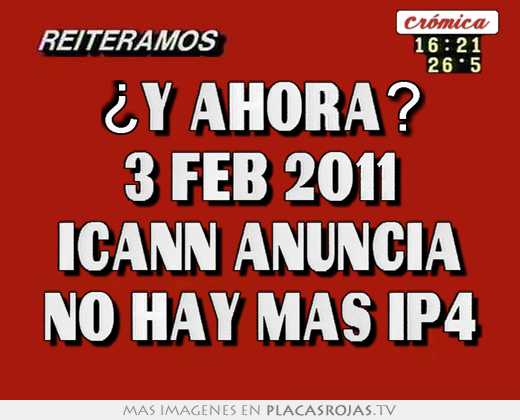 Crómica
REITERAMOS
16:21
26·5
¿Y AHORA?
3 FEB 2011
ICANN ANUNCIA
NO HAY MAS IP4
MAS IMAGENES EN PLACASROJAS.TV